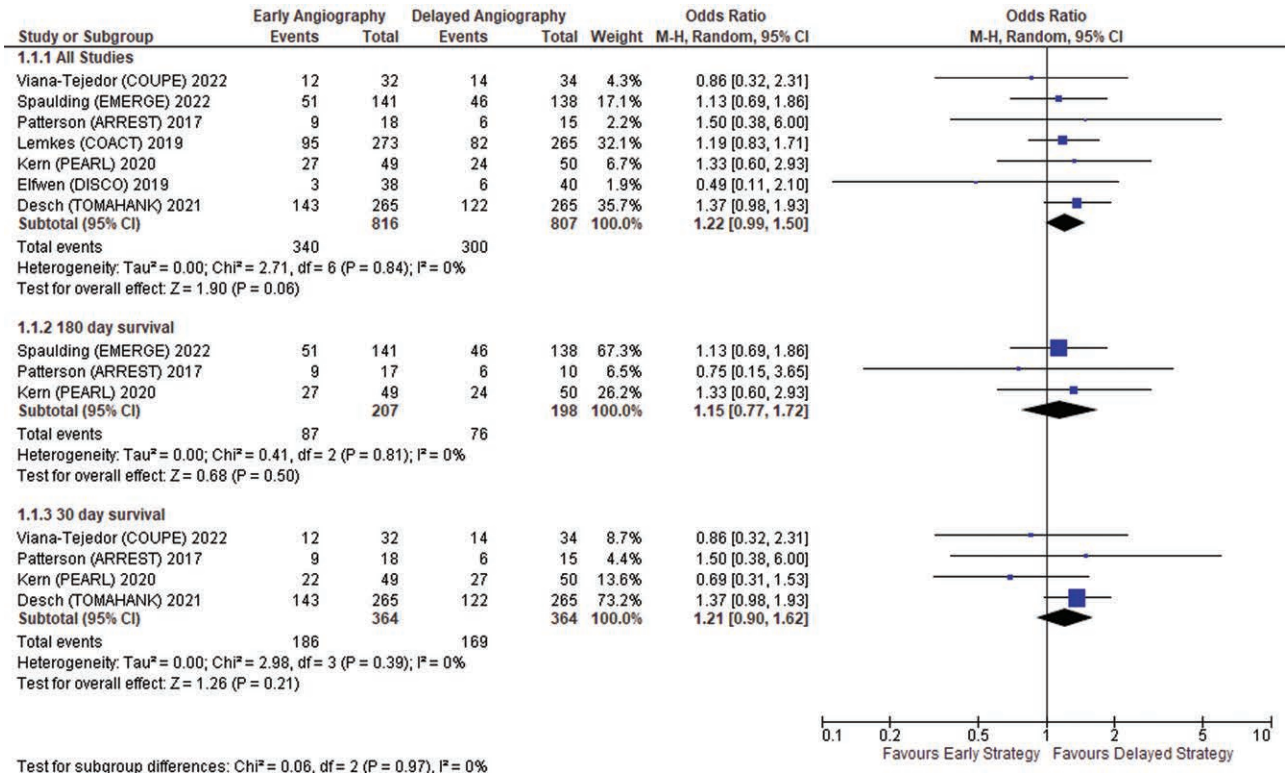 Early Angiography Delayed Angiography Odds Ratio Odds Ratio
Study or Subgroup Events Total Events Total Weight M-H, Random, 95% CI M-H, Random, 95% CI
1.1.1 All Studies
Viana-Tejedor (COUPE) 2022 12 32 14 34 4.3% 0.86 [0.32, 2.31]
Spaulding (EMERGE) 2022 51 141 46 138 17.1% 1.13 [0.69, 1.86]
Patterson (ARREST) 2017 9 18 6 15 2.2% 1.50 [0.38, 6.00]
Lemkes (COACT) 2019 95 273 82 265 32.1% 1.19 [0.83, 1.71]
Kern (PEARL) 2020 27 49 24 50 6.7% 1.33 [0.60, 2.93]
Elfwen (DISCO) 2019 3 38 6 40 1.9% 0.49 [0.11, 2.10]
Desch (TOMAHANK) 2021 143 265 122 265 35.7% 1.37 [0.98, 1.93]
Subtotal (95% CI) 816 807 100.0% 1.22 [0.99, 1.50]
Total events 340 300
Heterogeneity: Tau² = 0.00; Chi² = 2.71, df = 6 (P = 0.84); I² = 0%
Test for overall effect: Z = 1.90 (P = 0.06)
1.1.2 180 day survival
Spaulding (EMERGE) 2022 51 141 46 138 67.3% 1.13 [0.69, 1.86]
Patterson (ARREST) 2017 9 17 6 10 6.5% 0.75 [0.15, 3.65]
Kern (PEARL) 2020 27 49 24 50 26.2% 1.33 [0.60, 2.93]
Subtotal (95% CI) 207 198 100.0% 1.15 [0.77, 1.72]
Total events 87 76
Heterogeneity: Tau² = 0.00; Chi² = 0.41, df = 2 (P = 0.81); I² = 0%
Test for overall effect: Z = 0.68 (P = 0.50)
1.1.3 30 day survival
Viana-Tejedor (COUPE) 2022 12 32 14 34 8.7% 0.86 [0.32, 2.31]
Patterson (ARREST) 2017 9 18 6 15 4.4% 1.50 [0.38, 6.00]
Kern (PEARL) 2020 22 49 27 50 13.6% 0.69 [0.31, 1.53]
Desch (TOMAHANK) 2021 143 265 122 265 73.2% 1.37 [0.98, 1.93]
Subtotal (95% CI) 364 364 100.0% 1.21 [0.90, 1.62]
Total events 186 169
Heterogeneity: Tau² = 0.00; Chi² = 2.98, df = 3 (P = 0.39); I² = 0%
Test for overall effect: Z = 1.26 (P = 0.21)
0.1 0.2 0.5 1 2 5 10
Favours Early Strategy Favours Delayed Strategy
Test for subgroup differences: Chi² = 0.06, df = 2 (P = 0.97), I² = 0%